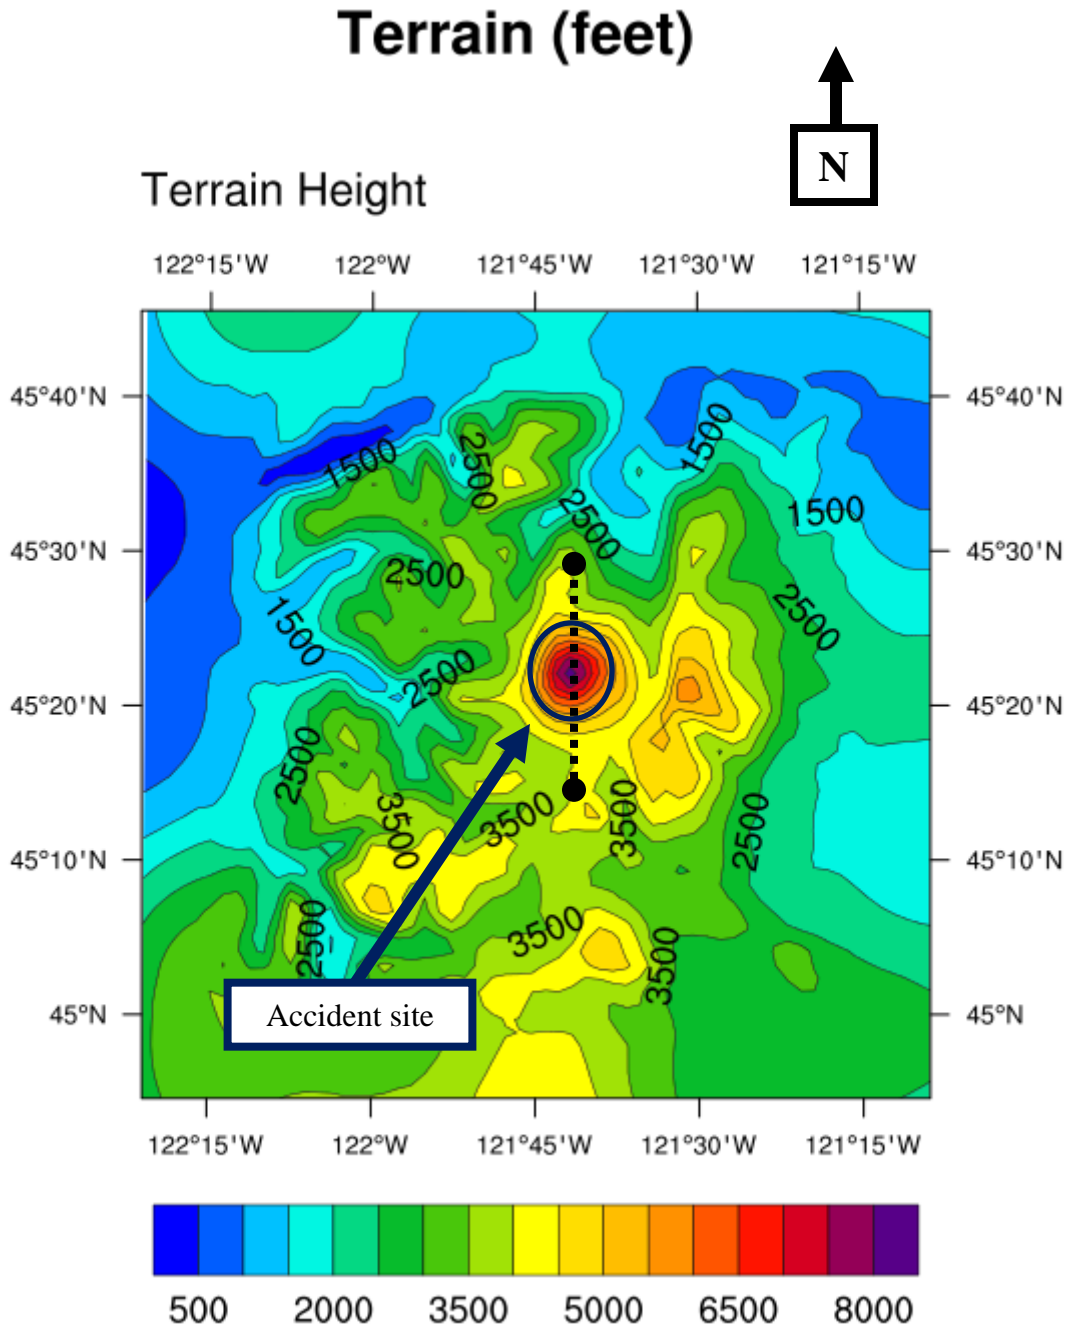 Terrain (feet)
N
Terrain Height
122°15'W 122°W 121°45'W 121°30'W 121°15'W
45°40'N 45°40'N
1500
2500
1500
2500
1500
45°30'N 45°30'N
2500
2500
1500
2500
45°20'N 45°20'N
2500
3500
3500
3500
2500
45°10'N 45°10'N
2500
3500
3500
45°N 45°N
Accident site
122°15'W 122°W 121°45'W 121°30'W 121°15'W
500 2000 3500 5000 6500 8000